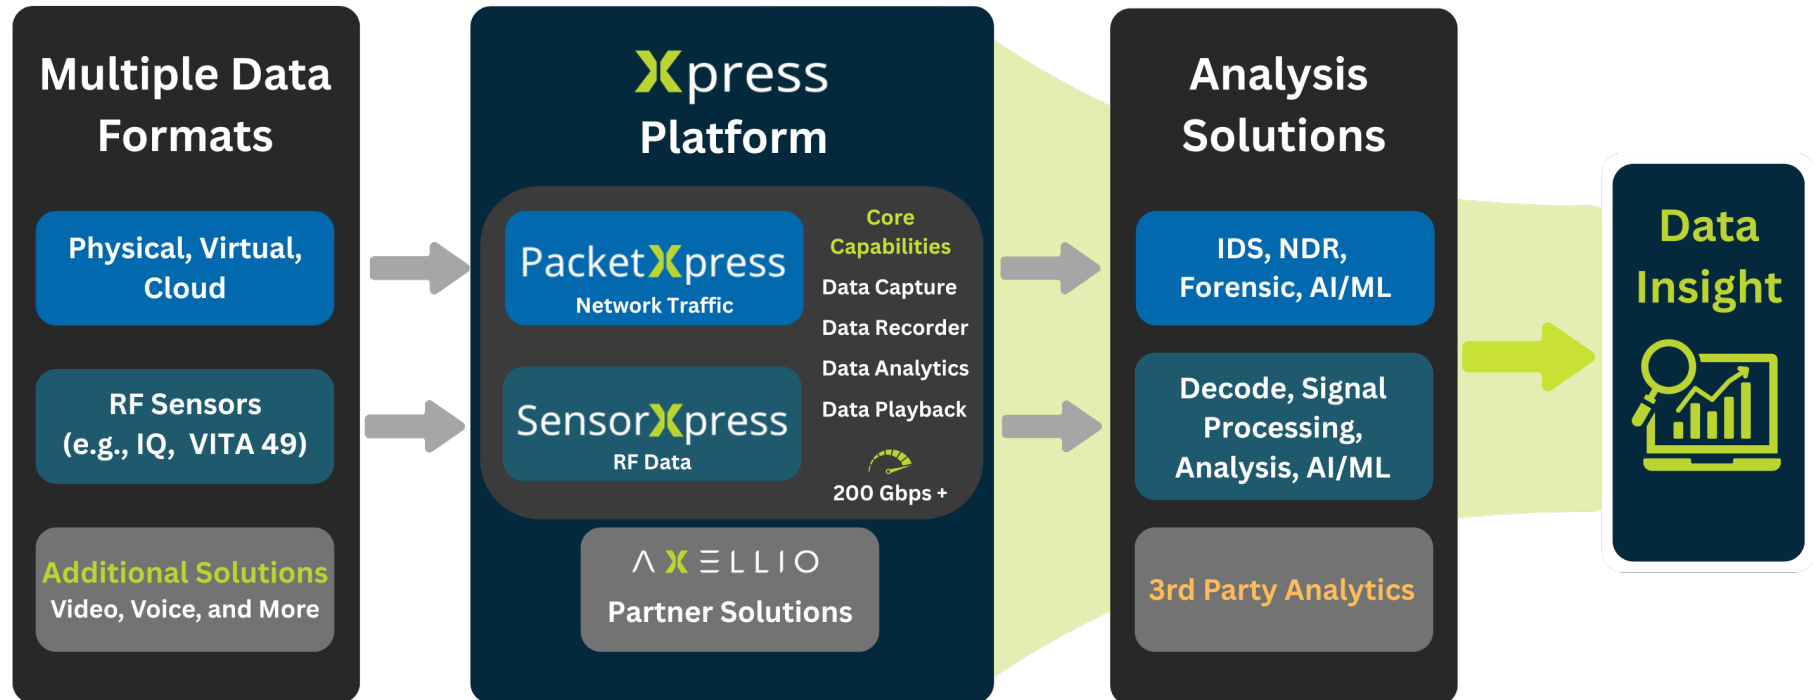 Multiple Data
Formats
Physical, Virtual,
Cloud
RF Sensors
(e.g., IQ, VITA 49)
Additional Solutions
Video, Voice, and More
Xpress
Platform
PacketXpress
Network Traffic
SensorXpress
RF Data
Core
Capabilities
Data Capture
Data Recorder
Data Analytics
Data Playback
200 Gbps +
AXELLIO
Partner Solutions
Analysis
Solutions
IDS, NDR,
Forensic, AI/ML
Decode, Signal
Processing,
Analysis, AI/ML
3rd Party Analytics
Data
Insight